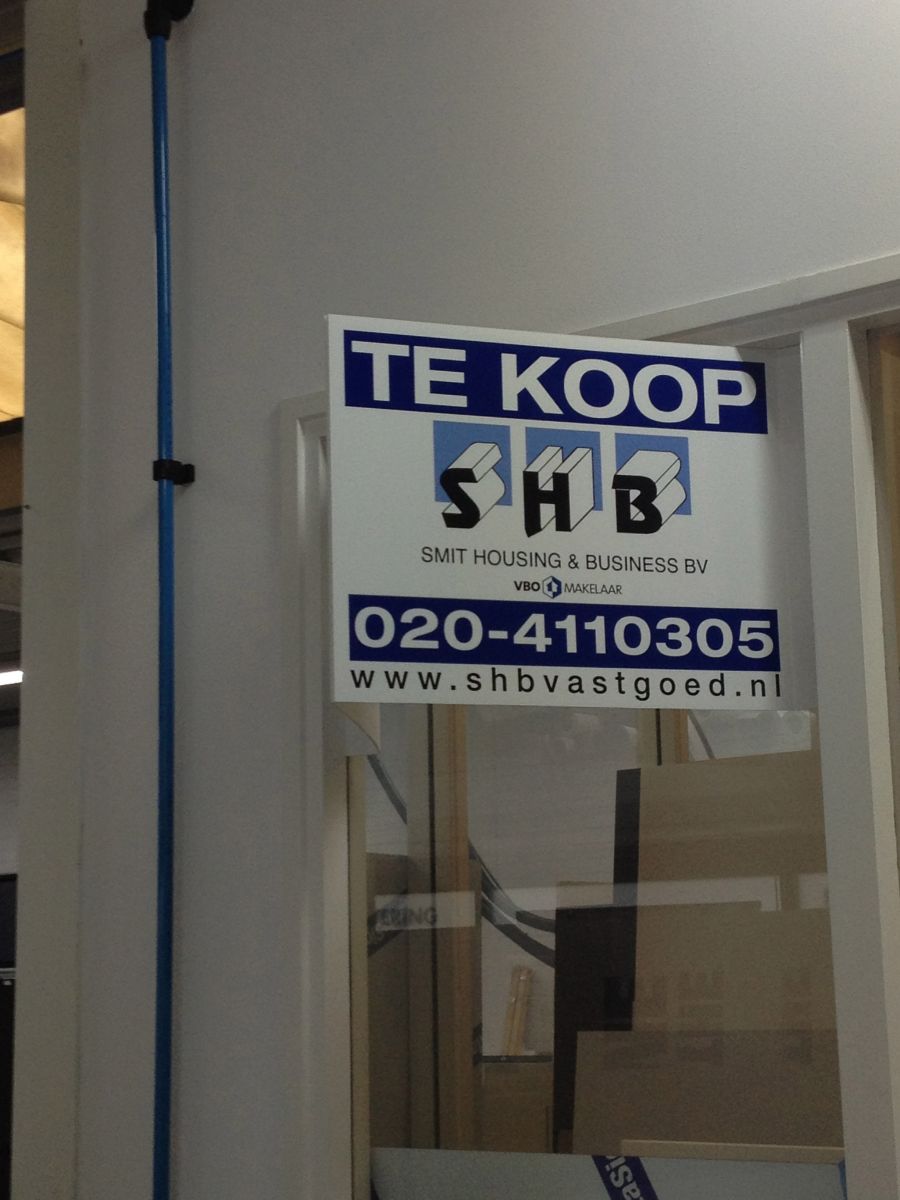 TE KOOP
SHB
SMIT HOUSING & BUSINESS BV
VBO MAKELAAR
020-4110305
www.shbvastgoed.nl